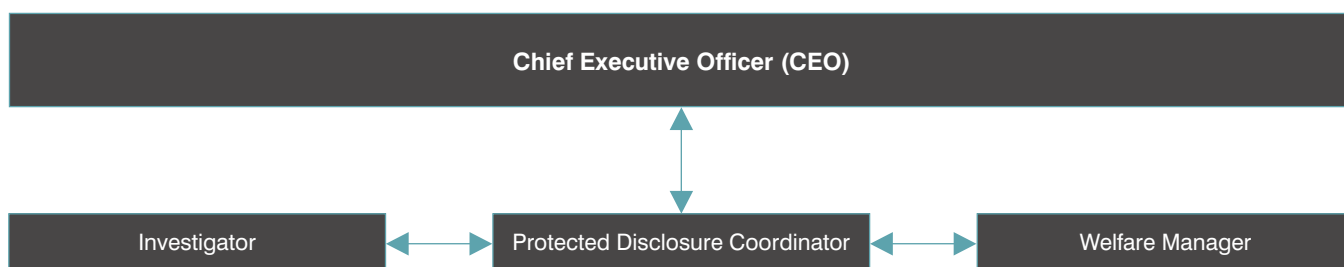 Chief Executive Officer (CEO)
Investigator
Protected Disclosure Coordinator
Welfare Manager